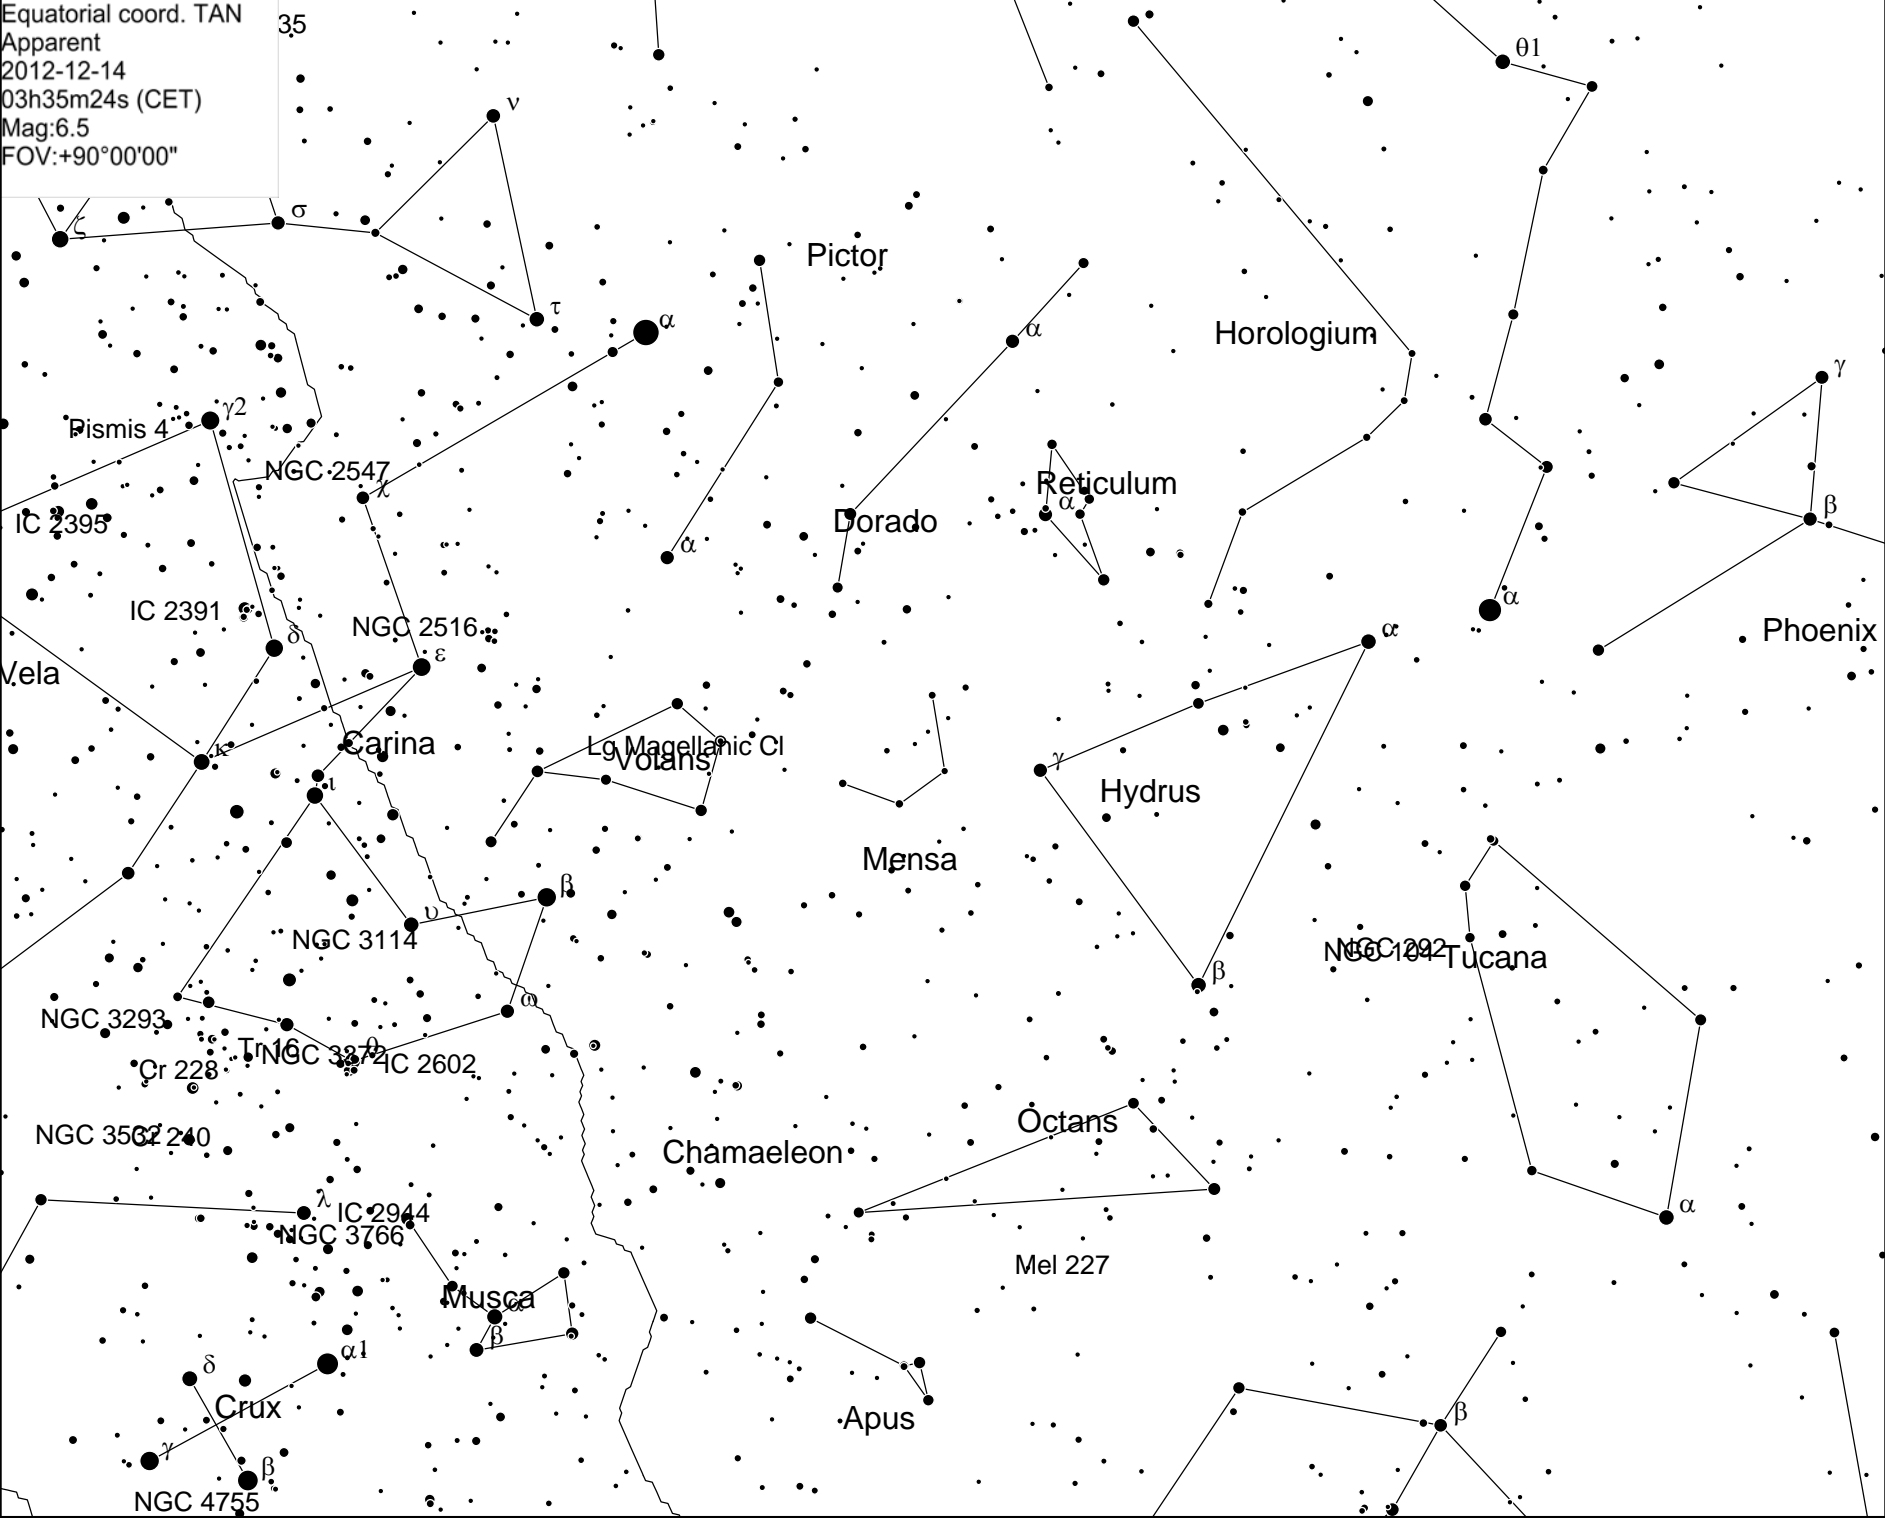 Equatorial coord. TAN
Apparent
2012-12-14
03h35m24s (CET)
Mag:6.5
FOV:+90°00'00"
35
θ1
ν
σ
ζ
Pictor
τ
α
α
Horologium
γ
γ2
Pismis 4
NGC 2547
χ
Reticulum
α
β
IC 2395
Dorado
α
α
IC 2391
NGC 2516
δ
α
Phoenix
ε
Vela
κ
Carina
Lg Magellanic Cl
Volans
γ
ι
Hydrus
Mensa
β
υ
NGC 3114
NGC 292
NGC 104
Tucana
β
ω
NGC 3293
Tr 16
NGC 3372
θ
IC 2602
Cr 228
Octans
NGC 3532
Cr 240
Chamaeleon
λ
IC 2944
α
NGC 3766
Mel 227
Musca
α
β
α1
δ
Crux
Apus
β
γ
β
NGC 4755